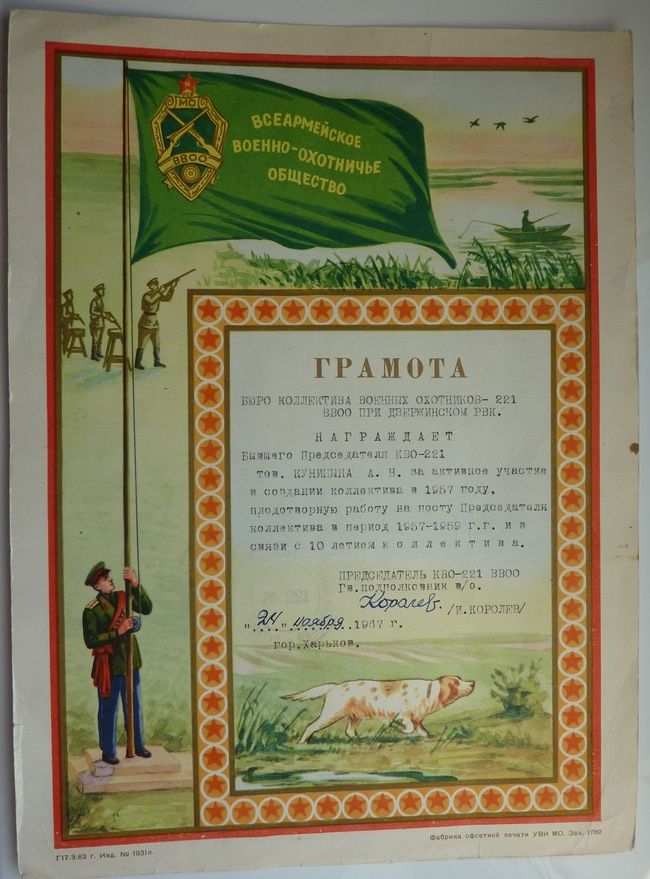 МО
ВВОО
ВСЕАРМЕЙСКОЕ
ВОЕННО-ОХОТНИЧЬЕ
ОБЩЕСТВО
ГРАМОТА
БЮРО КОЛЛЕКТИВА ВОЕННЫХ ОХОТНИКОВ- 221
ВВОО ПРИ ДЗЕРЖИНСКОМ РВК.
НАГРАЖДАЕТ
Бывшего Председателя КВО-221
тов. КУНИЦЫНА А. Н. за активное участие
в создании коллектива в 1957 году,
плодотворную работу на посту Председателя
коллектива в период 1957-1959 г.г. и в
связи с 10 летием коллектива.
ПРЕДСЕДАТЕЛЬ КВО-221 ВВОО
Гв.подполковник в/о.
Королев. /И.КОРОЛЕВ/
"24" ноября 1967 г.
гор.Харьков.
Г17.3.62 г. Изд. № 1931л.
Фабрика офсетной печати УВИ МО. Зак. 1780